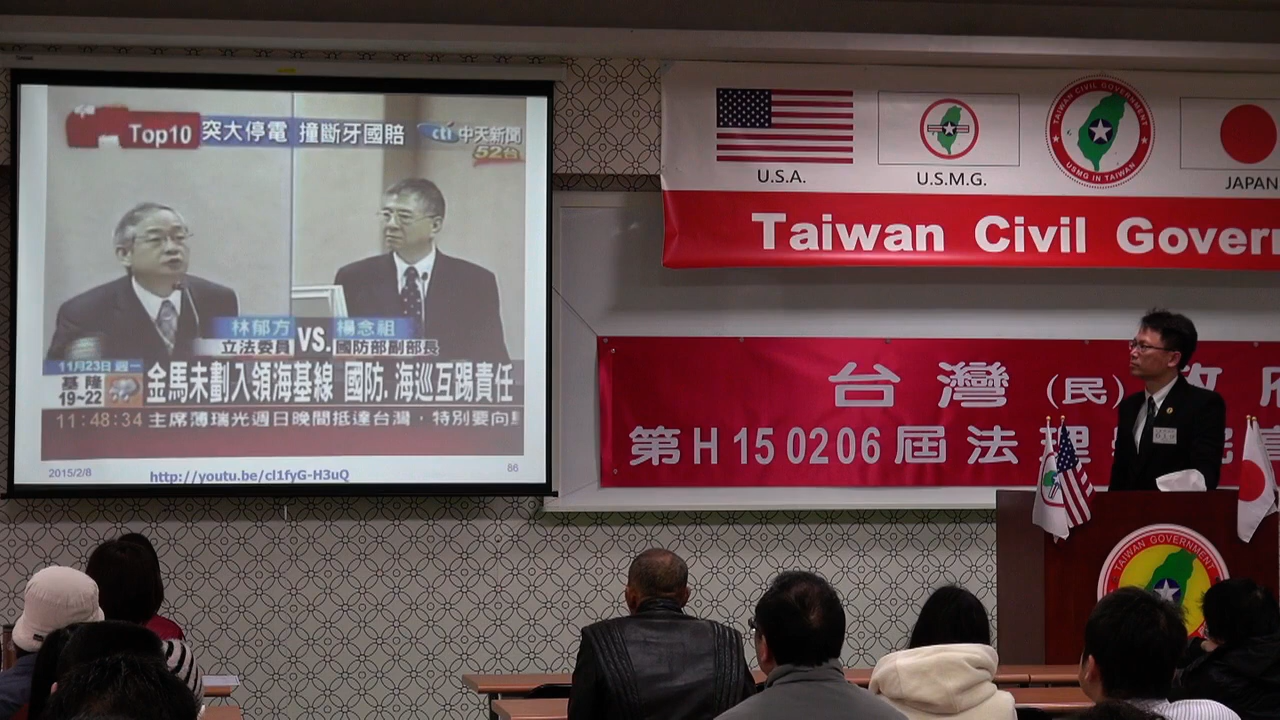 Top10
突大停電 撞斷牙國賠
cti 中天新聞
52台
林郁方 VS. 楊念祖
立法委員 國防部副部長
11月23日 週一
基隆
19~22
金馬未劃入領海基線 國防.海巡互踢責任
11:48:34 主席薄瑞光週日晚間抵達台灣，特別要向
2015/2/8
http://youtu.be/cl1fyG-H3uQ
86
U.S.A.
U.S.M.G.
TAIWAN CIVIL GOVERNMENT
USMG IN TAIWAN
JAPAN
Taiwan Civil Govern
台灣(民)政府
第H150206屆法理
TAIWAN GOVERNMENT